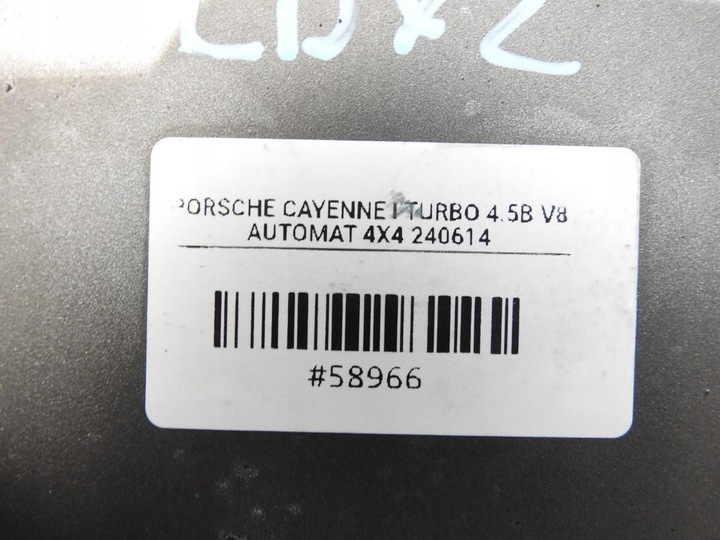 PORSCHE CAYENNE I TURBO 4.5B V8
AUTOMAT 4X4 240614
#58966